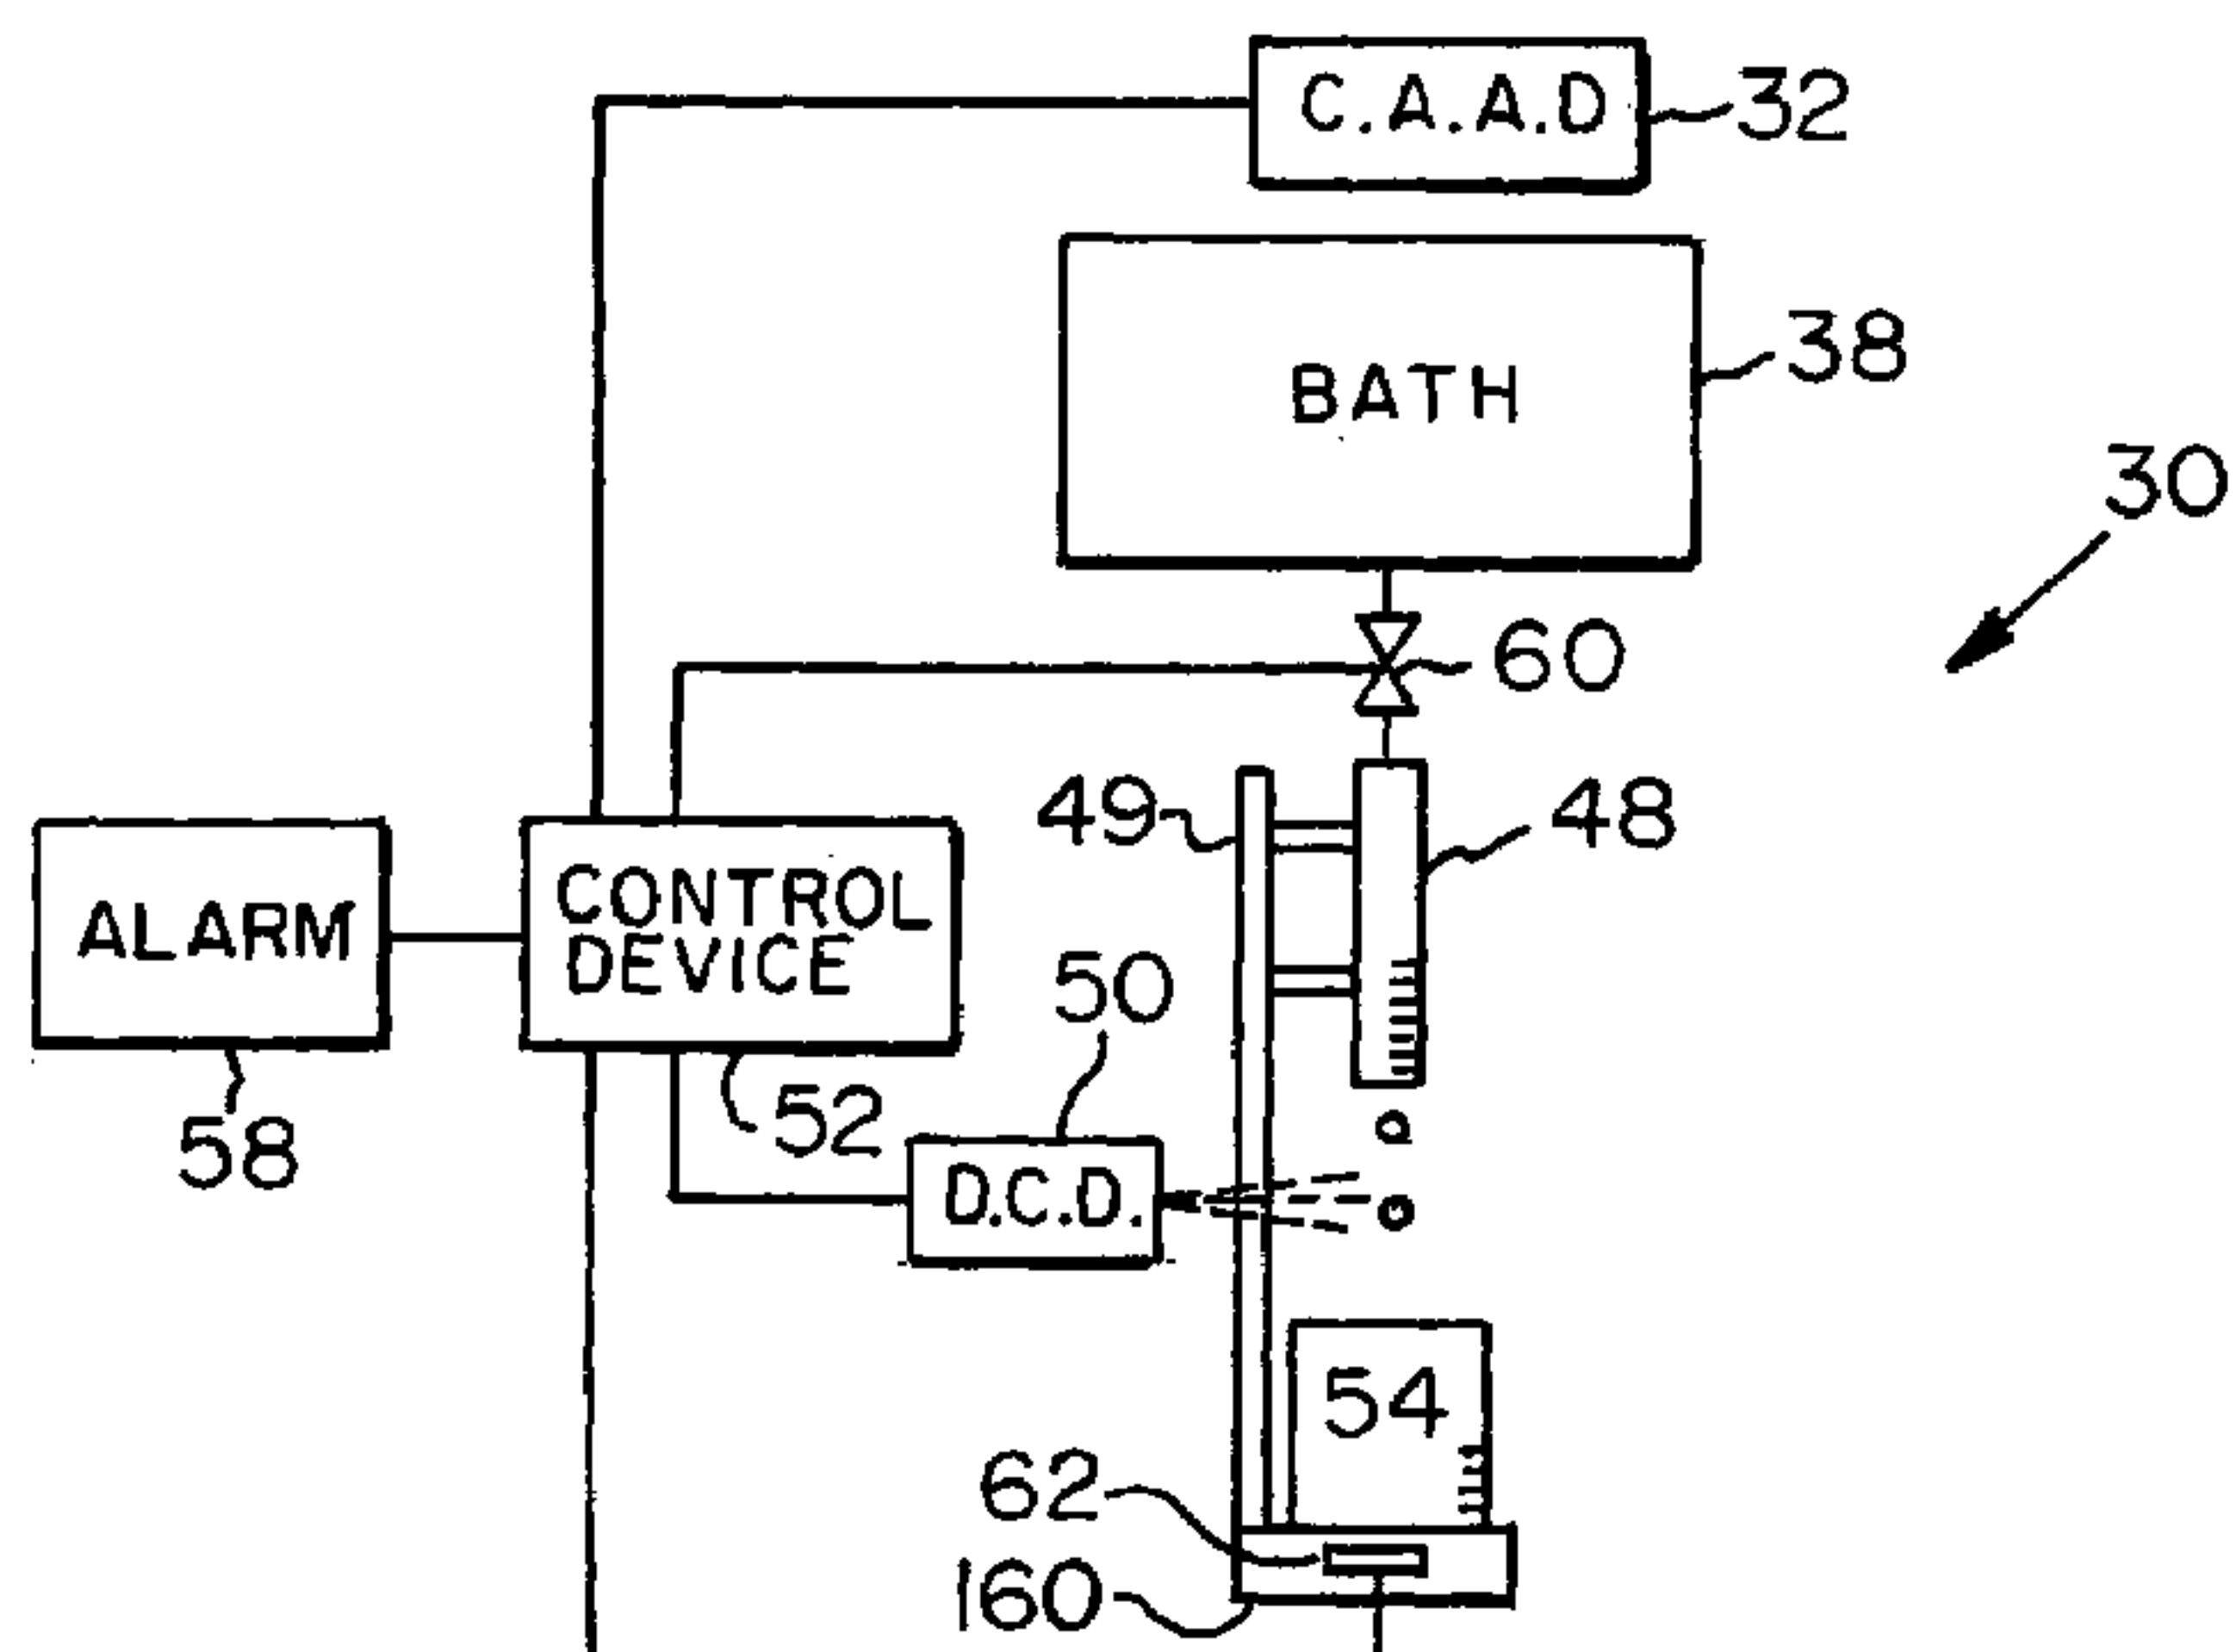 C.A.A.D
32
BATH
38
30
60
49
48
ALARM
CONTROL
DEVICE
50
52
58
D.C.D.
54
62
160